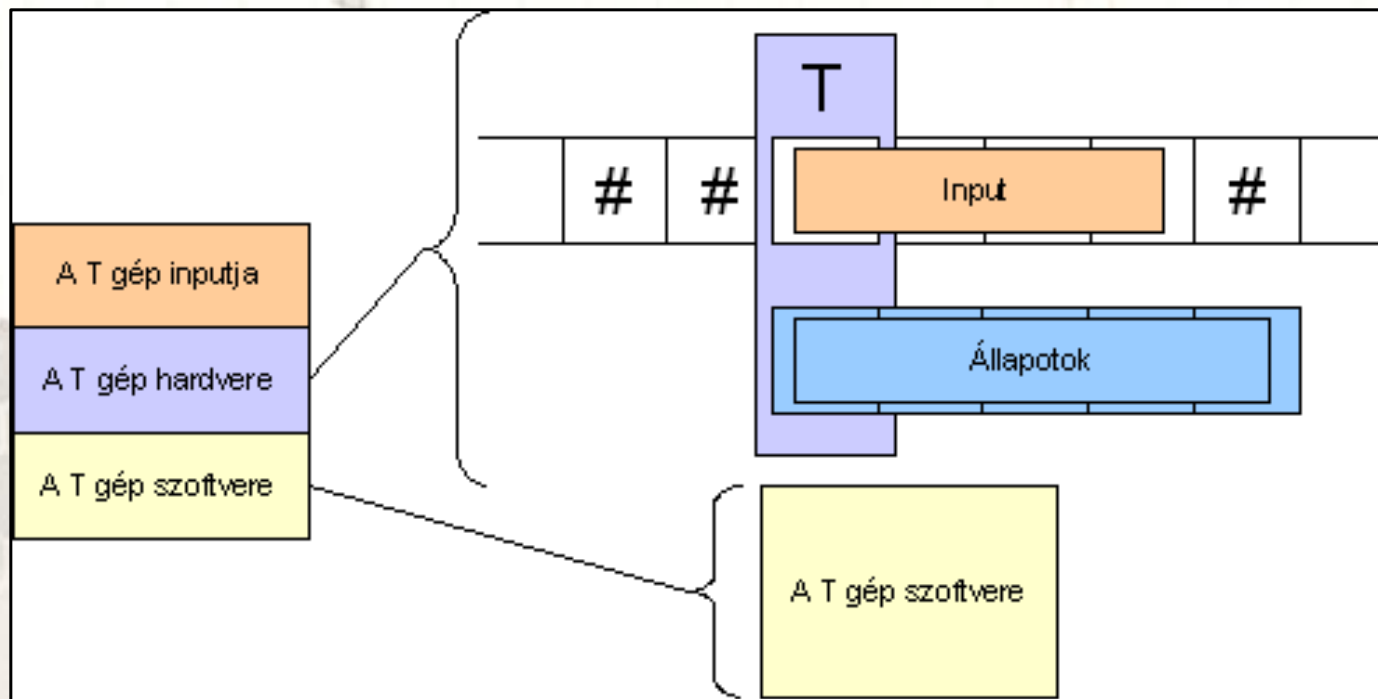 T
# # Input #
A T gép inputja
A T gép hardvere
Állapotok
A T gép szoftvere
A T gép szoftvere